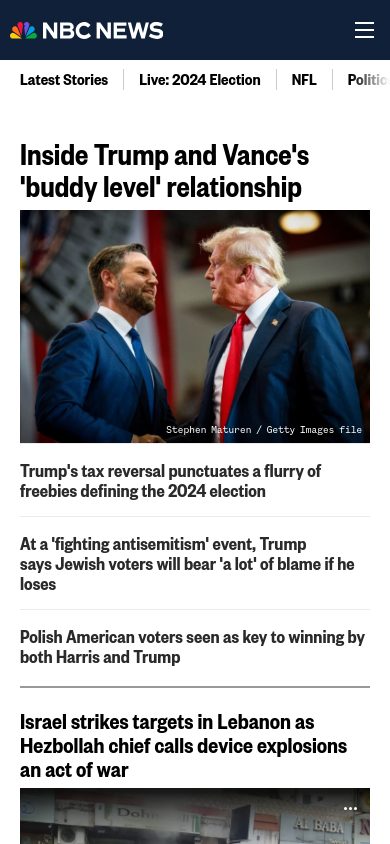 NBC NEWS
Latest Stories
Live: 2024 Election
NFL
Inside Trump and Vance's
'buddy level' relationship
Stephen Maturen / Getty Images file
Trump's tax reversal punctuates a flurry of
freebies defining the 2024 election
At a 'fighting antisemitism' event, Trump
says Jewish voters will bear 'a lot' of blame if he
loses
Polish American voters seen as key to winning by
both Harris and Trump
Israel strikes targets in Lebanon as
Hezbollah chief calls device explosions
an act of war
AL BABA